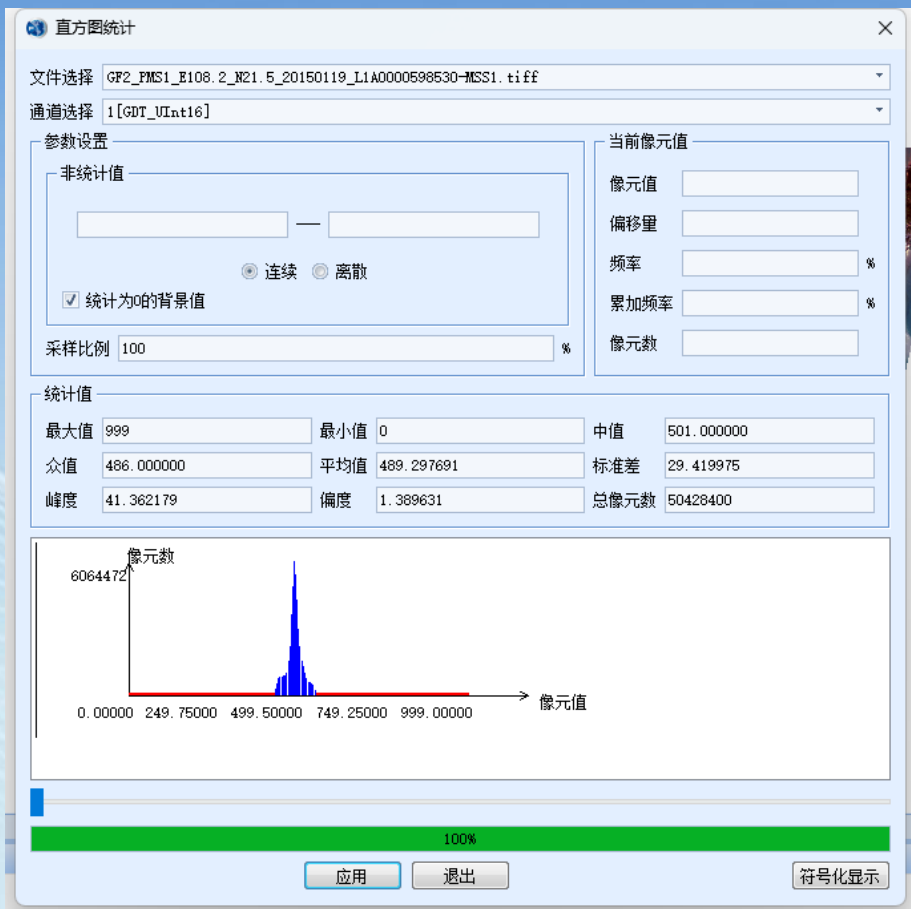 直方图统计
文件选择 GF2_PMS1_E108.2_N21.5_20150119_L1A0000598530-MSS1.tiff
通道选择 1[GDT_UInt16]
参数设置
非统计值
—
连续 离散
统计为0的背景值
采样比例 100 %
当前像元值
像元值
偏移量
频率 %
累加频率 %
像元数
统计值
最大值 999 最小值 0 中值 501.000000
众值 486.000000 平均值 489.297691 标准差 29.419975
峰度 41.362179 偏度 1.389631 总像元数 50428400
像元数
6064472
像元值
0.00000 249.75000 499.50000 749.25000 999.00000
100%
应用 退出 符号化显示